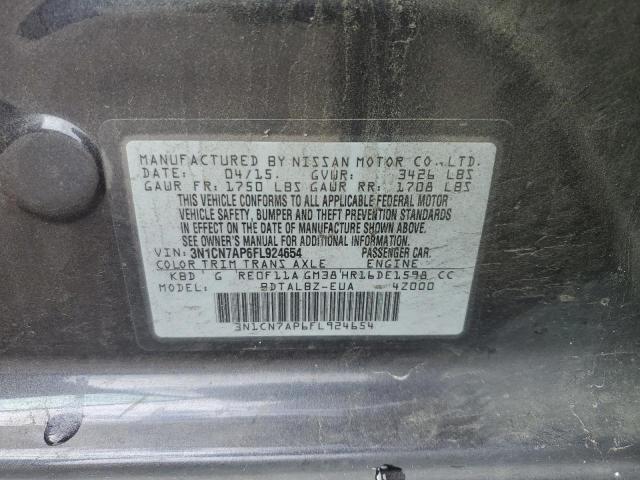 MANUFACTURED BY NISSAN MOTOR CO., LTD.
DATE: 04/15. GVWR: 3426 LBS
GAWR FR: 1750 LBS GAWR RR: 1708 LBS
THIS VEHICLE CONFORMS TO ALL APPLICABLE FEDERAL MOTOR
VEHICLE SAFETY, BUMPER AND THEFT PREVENTION STANDARDS
IN EFFECT ON THE DATE OF MANUFACTURE SHOWN ABOVE.
SEE OWNER'S MANUAL FOR ADDITIONAL INFORMATION.
VIN: 3N1CN7AP6FL924654 PASSENGER CAR.
COLOR TRIM TRANS AXLE ENGINE
KBD G RE0F11A GM38 HR16DE1598 CC
MODEL: BDTALBZ-EUA 42000
3N1CN7AP6FL924654